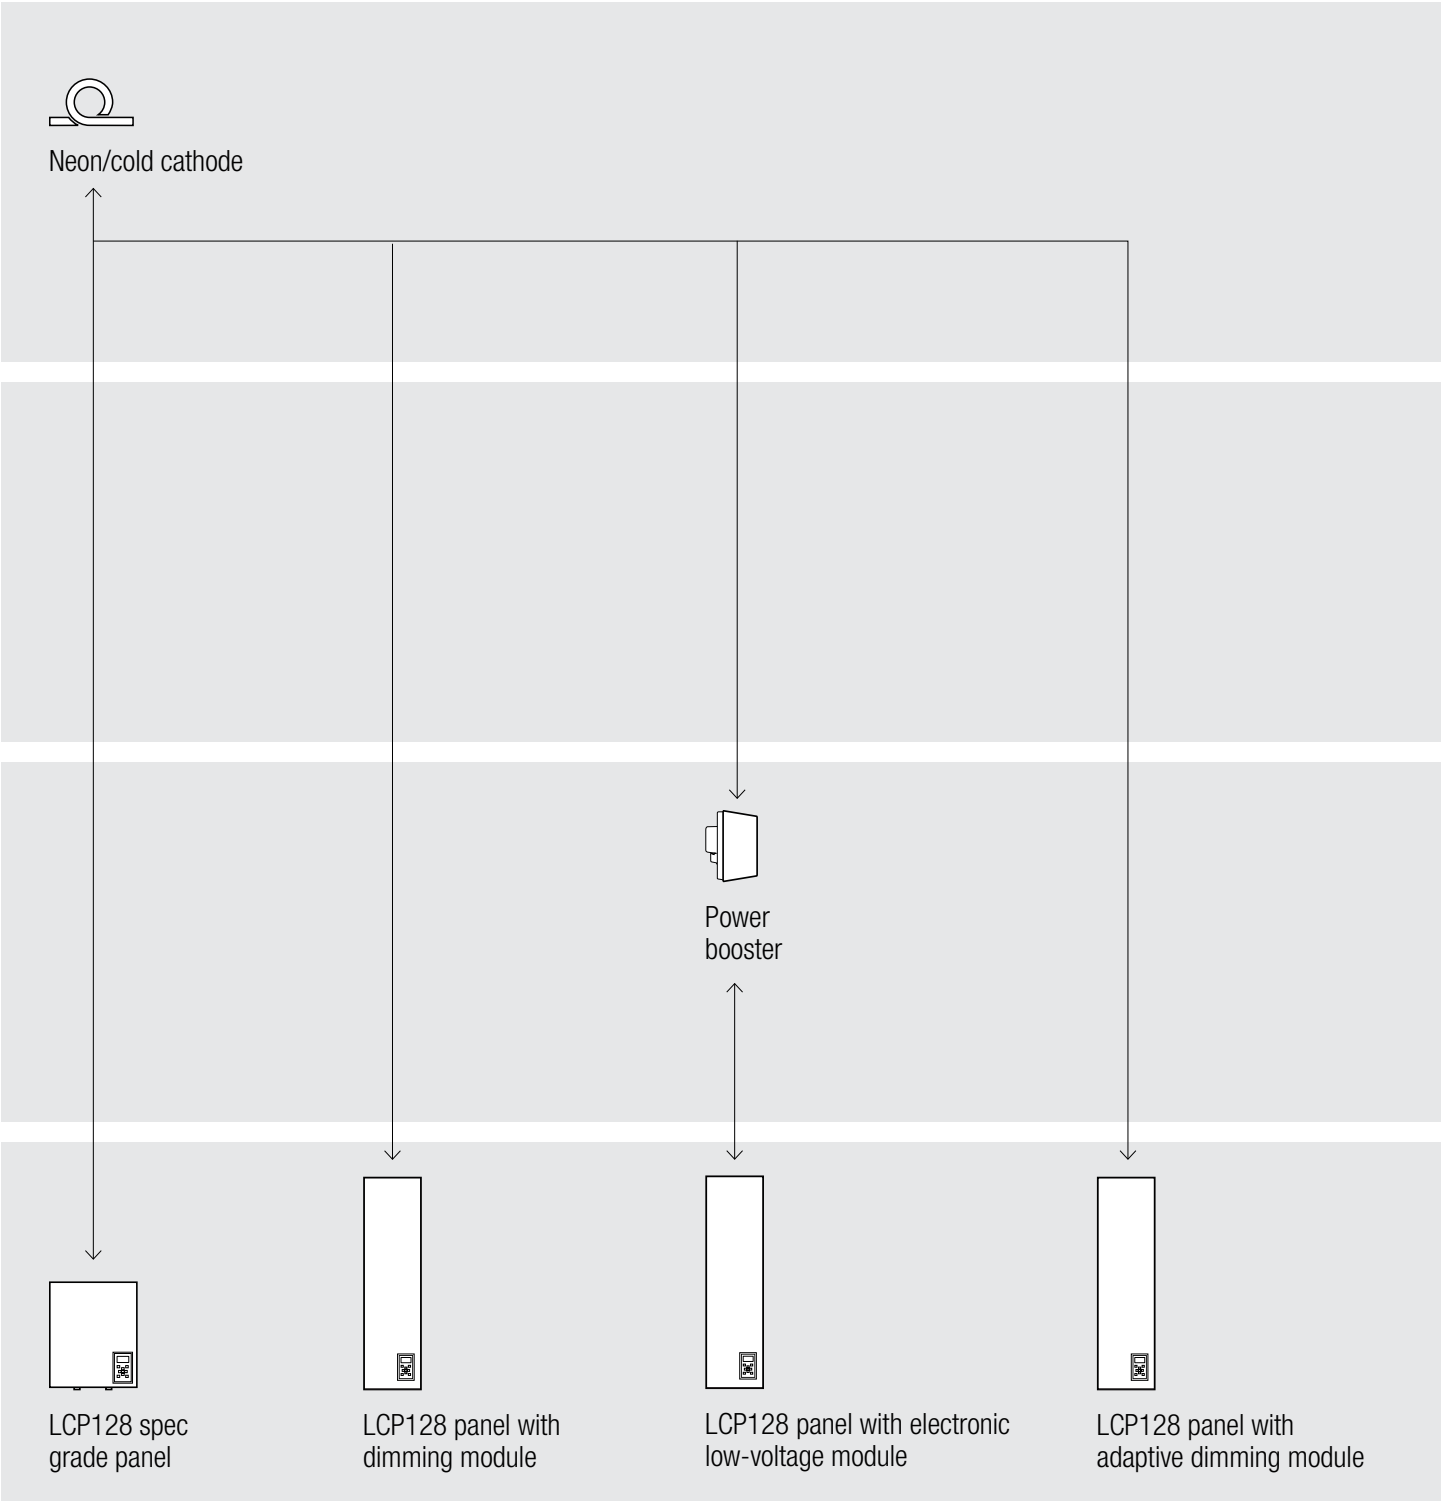 Neon/cold cathode
Power
booster
LCP128 spec
grade panel
LCP128 panel with
dimming module
LCP128 panel with electronic
low-voltage module
LCP128 panel with
adaptive dimming module